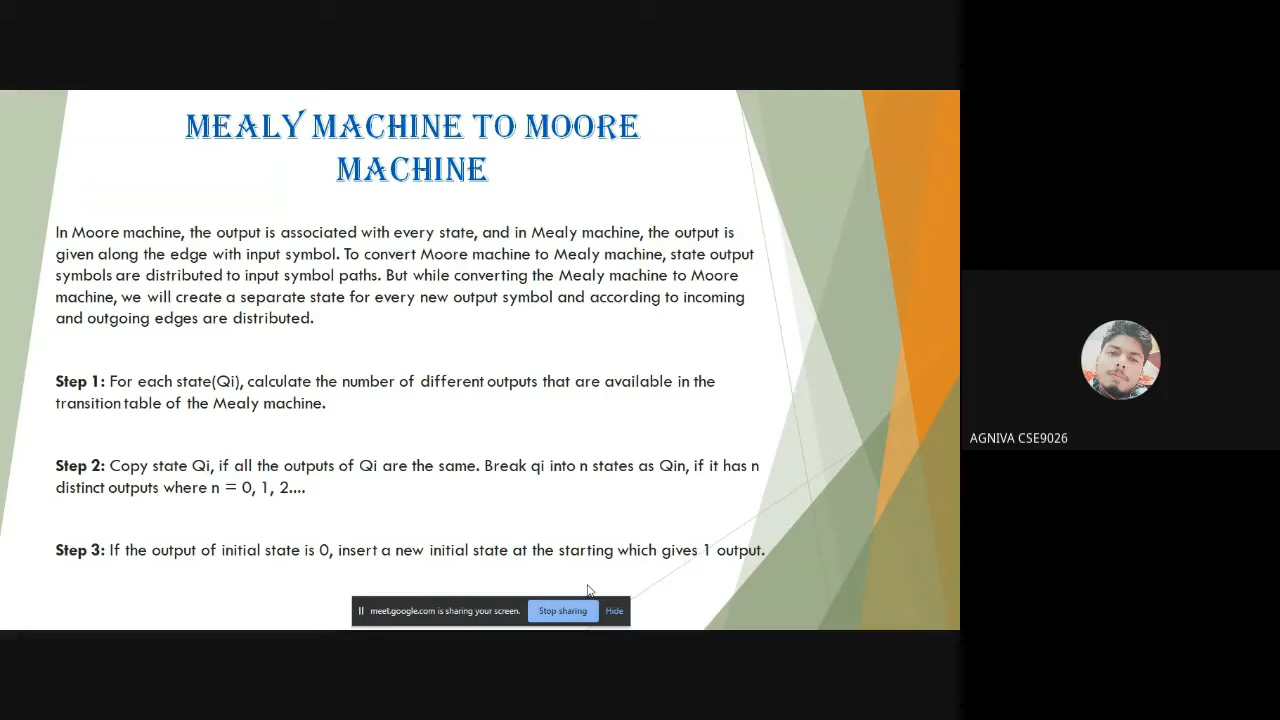 MEALY MACHINE TO MOORE
MACHINE
In Moore machine, the output is associated with every state, and in Mealy machine, the output is
given along the edge with input symbol. To convert Moore machine to Mealy machine, state output
symbols are distributed to input symbol paths. But while converting the Mealy machine to Moore
machine, we will create a separate state for every new output symbol and according to incoming
and outgoing edges are distributed.
Step 1: For each state(Qi), calculate the number of different outputs that are available in the
transition table of the Mealy machine.
Step 2: Copy state Qi, if all the outputs of Qi are the same. Break qi into n states as Qin, if it has n
distinct outputs where n = 0, 1, 2....
Step 3: If the output of initial state is 0, insert a new initial state at the starting which gives 1 output.
meet.google.com is sharing your screen. Stop sharing Hide
AGNIVA CSE9026